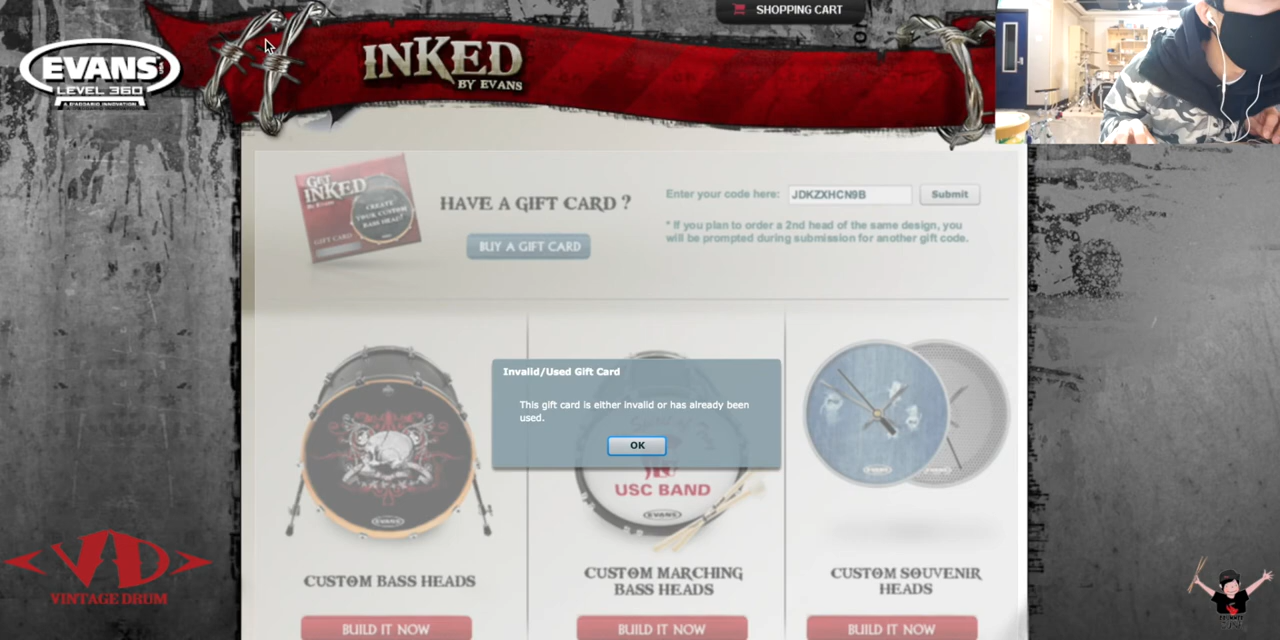 SHOPPING CART
EVANS
LEVEL 360
A D'ADDARIO INNOVATION
INKED
BY EVANS
GET
INKED
By Evans
CREATE
YOUR CUSTOM
BASS HEAD!
GIFT CARD
HAVE A GIFT CARD ?
BUY A GIFT CARD
Enter your code here: JDKZXHCN9B Submit
* If you plan to order a 2nd head of the same design, you
will be prompted during submission for another gift code.
Invalid/Used Gift Card
This gift card is either invalid or has already been
used.
OK
USC BAND
EVANS
EVANS
CUSTOM BASS HEADS
CUSTOM MARCHING
BASS HEADS
CUSTOM SOUVENIR
HEADS
BUILD IT NOW
BUILD IT NOW
BUILD IT NOW
VD
VINTAGE DRUM